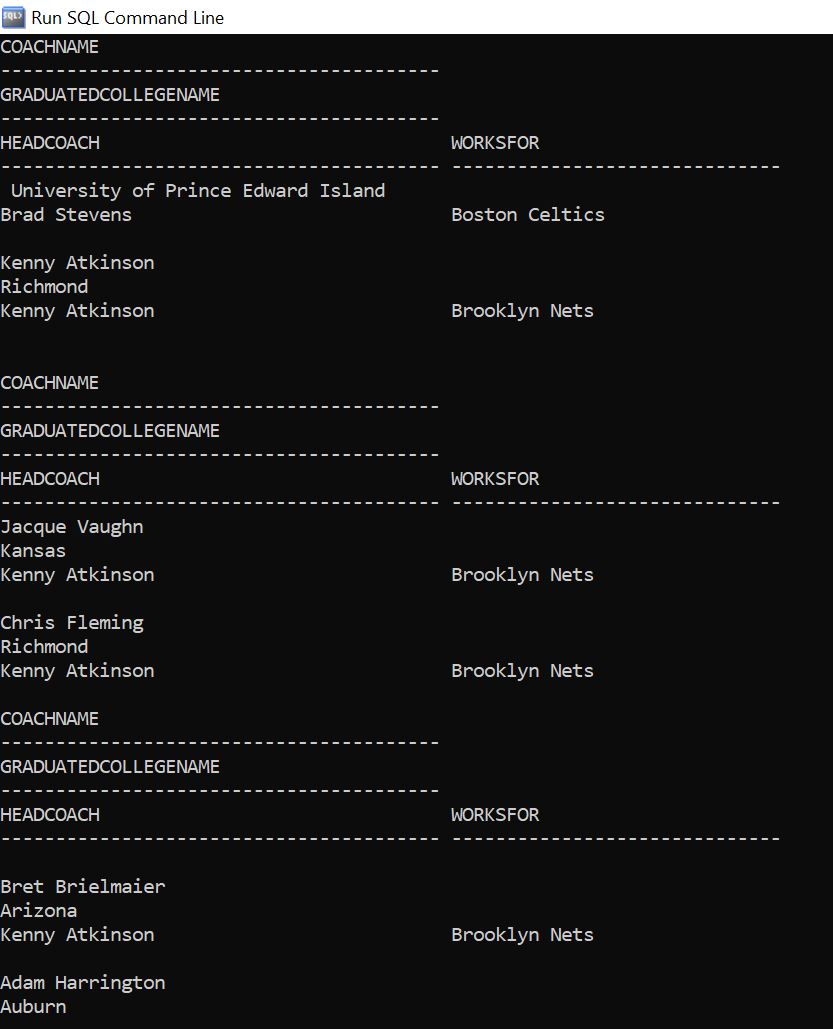 SQL> Run SQL Command Line
COACHNAME
----------------------------------------
GRADUATEDCOLLEGENAME
----------------------------------------
HEADCOACH                                WORKSFOR
---------------------------------------- ------------------------------
 University of Prince Edward Island
Brad Stevens                             Boston Celtics

Kenny Atkinson
Richmond
Kenny Atkinson                           Brooklyn Nets


COACHNAME
----------------------------------------
GRADUATEDCOLLEGENAME
----------------------------------------
HEADCOACH                                WORKSFOR
---------------------------------------- ------------------------------
Jacque Vaughn
Kansas
Kenny Atkinson                           Brooklyn Nets

Chris Fleming
Richmond
Kenny Atkinson                           Brooklyn Nets

COACHNAME
----------------------------------------
GRADUATEDCOLLEGENAME
----------------------------------------
HEADCOACH                                WORKSFOR
---------------------------------------- ------------------------------

Bret Brielmaier
Arizona
Kenny Atkinson                           Brooklyn Nets

Adam Harrington
Auburn